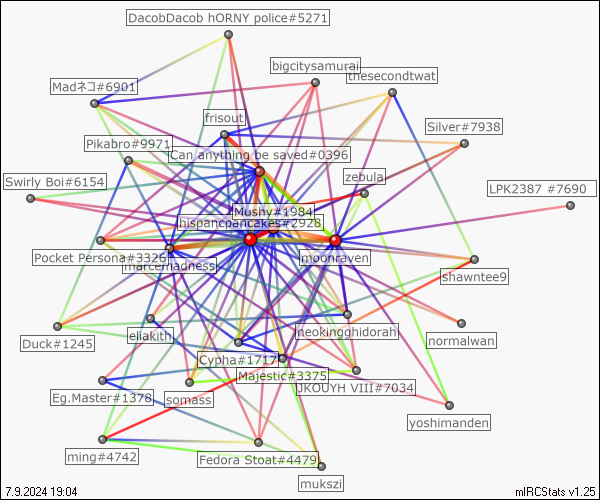 DacobDacob hORNY police#5271
bigcitysamurai
thesecondtwat
Madネコ#6901
frisout
Silver#7938
Pikabro#9971
Can anything be saved#0396
zebula
Swirly Boi#6154
LPK2387 #7690
Mushy#1984
hispancpancakes#2928
Pocket Persona#3326
marcemadness
moonraven
shawntee9
Duck#1245
eliakith
neokingghidorah
normalwan
Cypha#1717
Majestic#3375
JKOUYH VIII#7034
Eg.Master#1378
somass
yoshimanden
ming#4742
Fedora Stoat#4479
mukszi
7.9.2024 19:04
mIRCStats v1.25